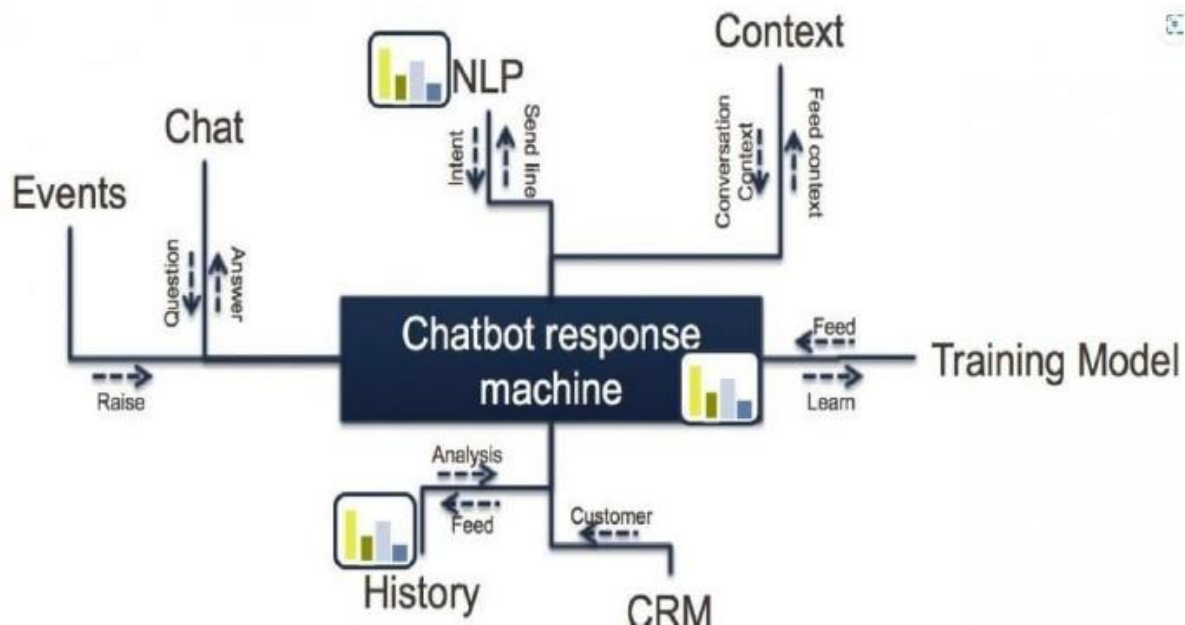 Context
NLP
Chat
Events
Intent
Send line
Conversation
Context
Feed context
Question
Answer
Raise
Chatbot response
machine
Feed
Learn
Training Model
Analysis
Feed
Customer
History
CRM